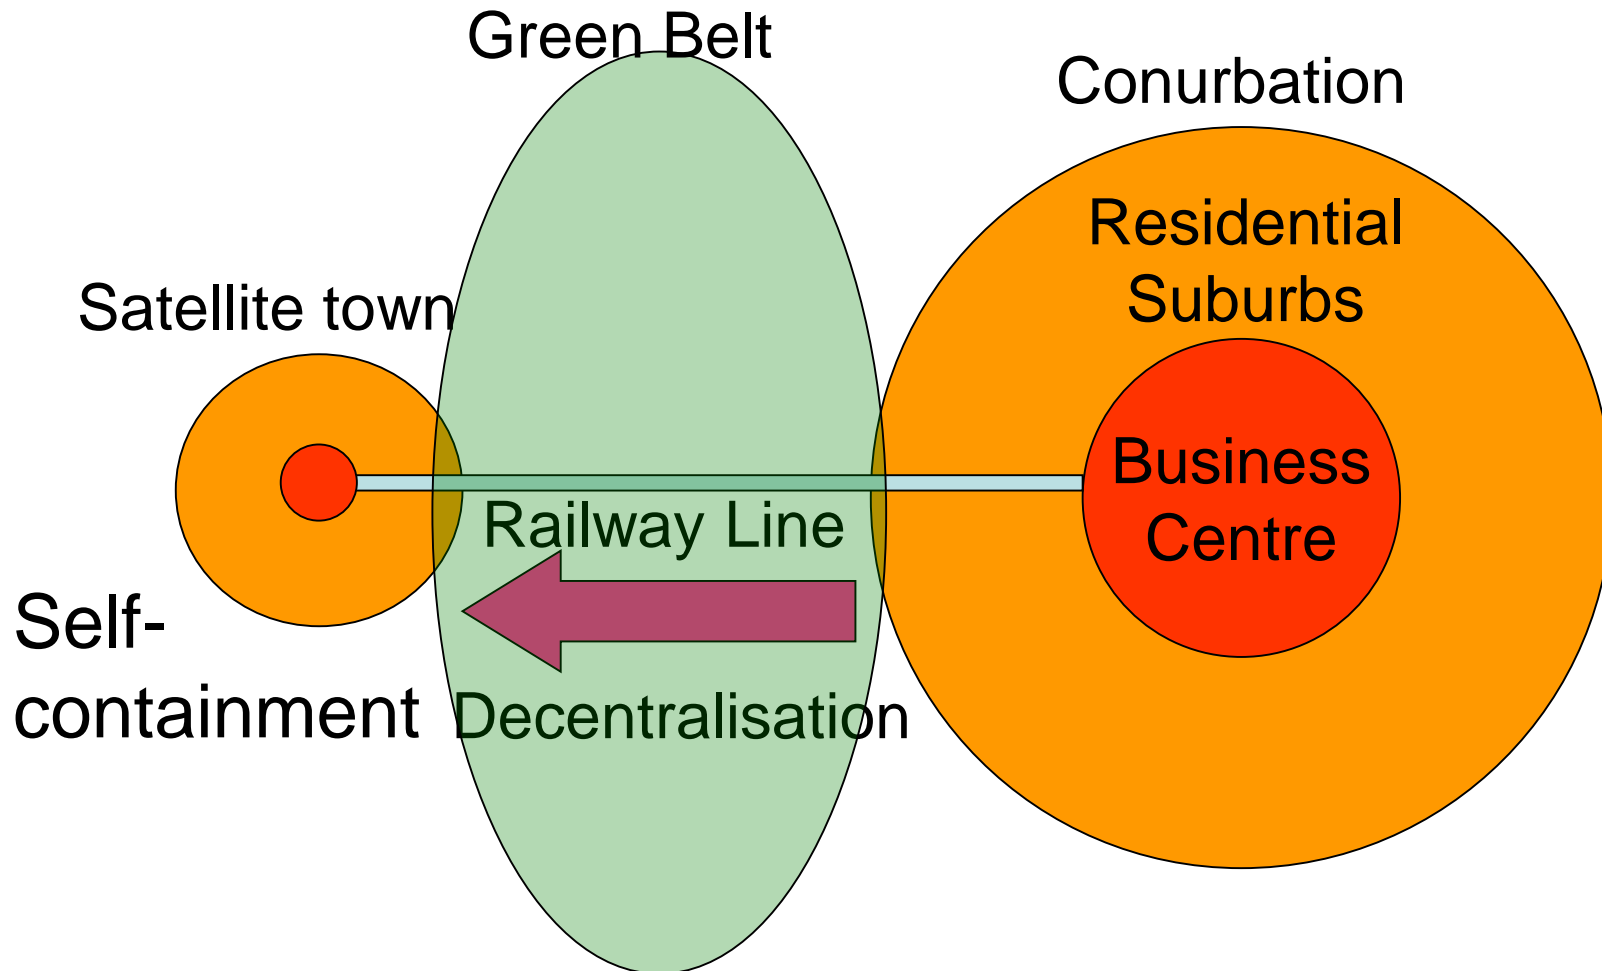 Green Belt
Conurbation
Residential
Suburbs
Satellite town
Business
Centre
Railway Line
Self-
containment
Decentralisation